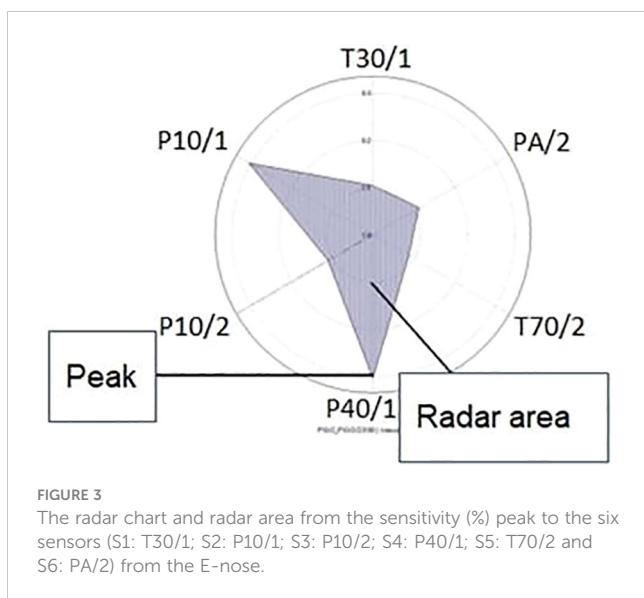 T30/1
P10/1
PA/2
P10/2
T70/2
Peak
P40/1
Radar area
FIGURE 3
The radar chart and radar area from the sensitivity (%) peak to the six
sensors (S1: T30/1; S2: P10/1; S3: P10/2; S4: P40/1; S5: T70/2 and
S6: PA/2) from the E-nose.